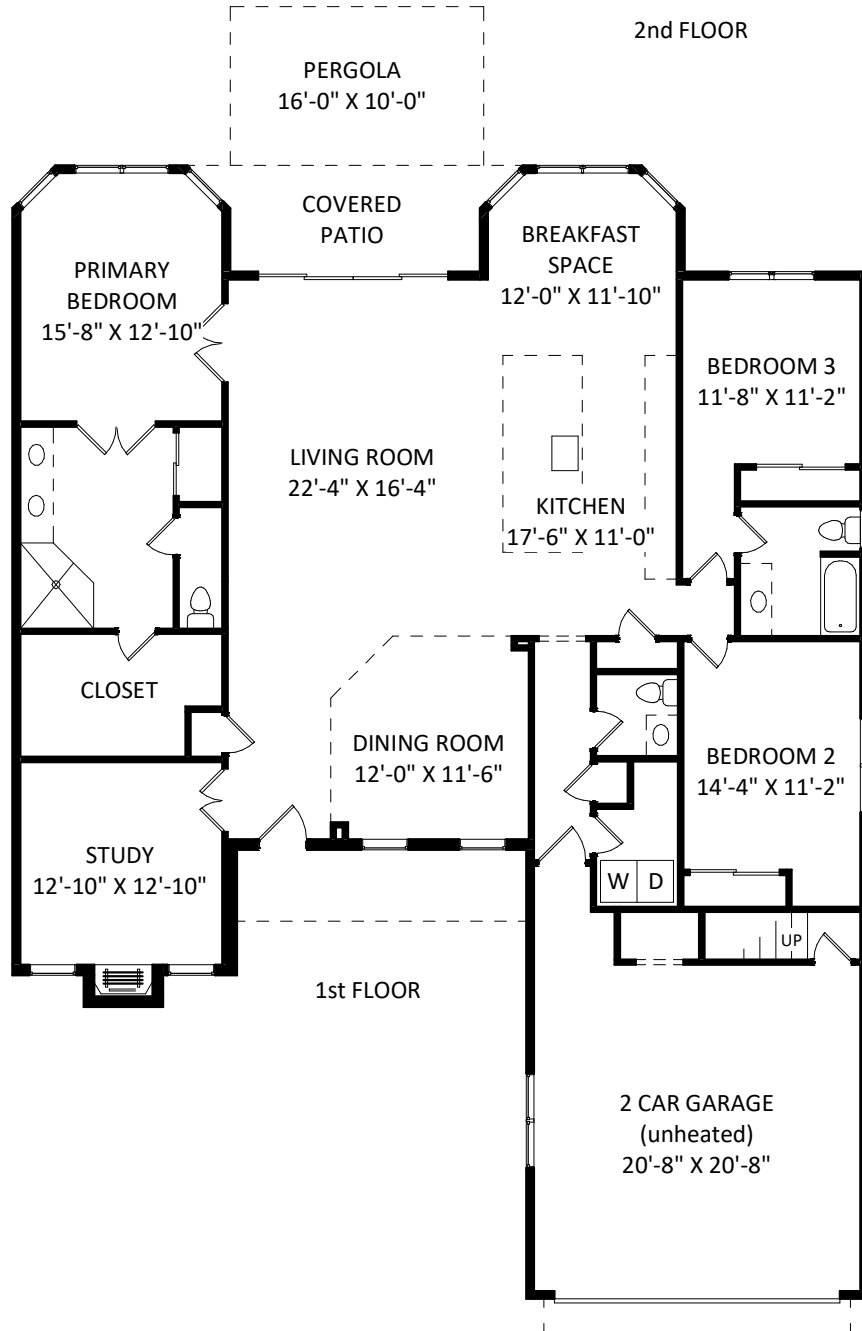 2nd FLOOR
PERGOLA
16'-0" X 10'-0"
COVERED
PATIO
BREAKFAST
SPACE
12'-0" X 11'-10"
PRIMARY
BEDROOM
15'-8" X 12'-10"
BEDROOM 3
11'-8" X 11'-2"
LIVING ROOM
22'-4" X 16'-4"
KITCHEN
17'-6" X 11'-0"
CLOSET
DINING ROOM
12'-0" X 11'-6"
BEDROOM 2
14'-4" X 11'-2"
STUDY
12'-10" X 12'-10"
W D
UP
1st FLOOR
2 CAR GARAGE
(unheated)
20'-8" X 20'-8"